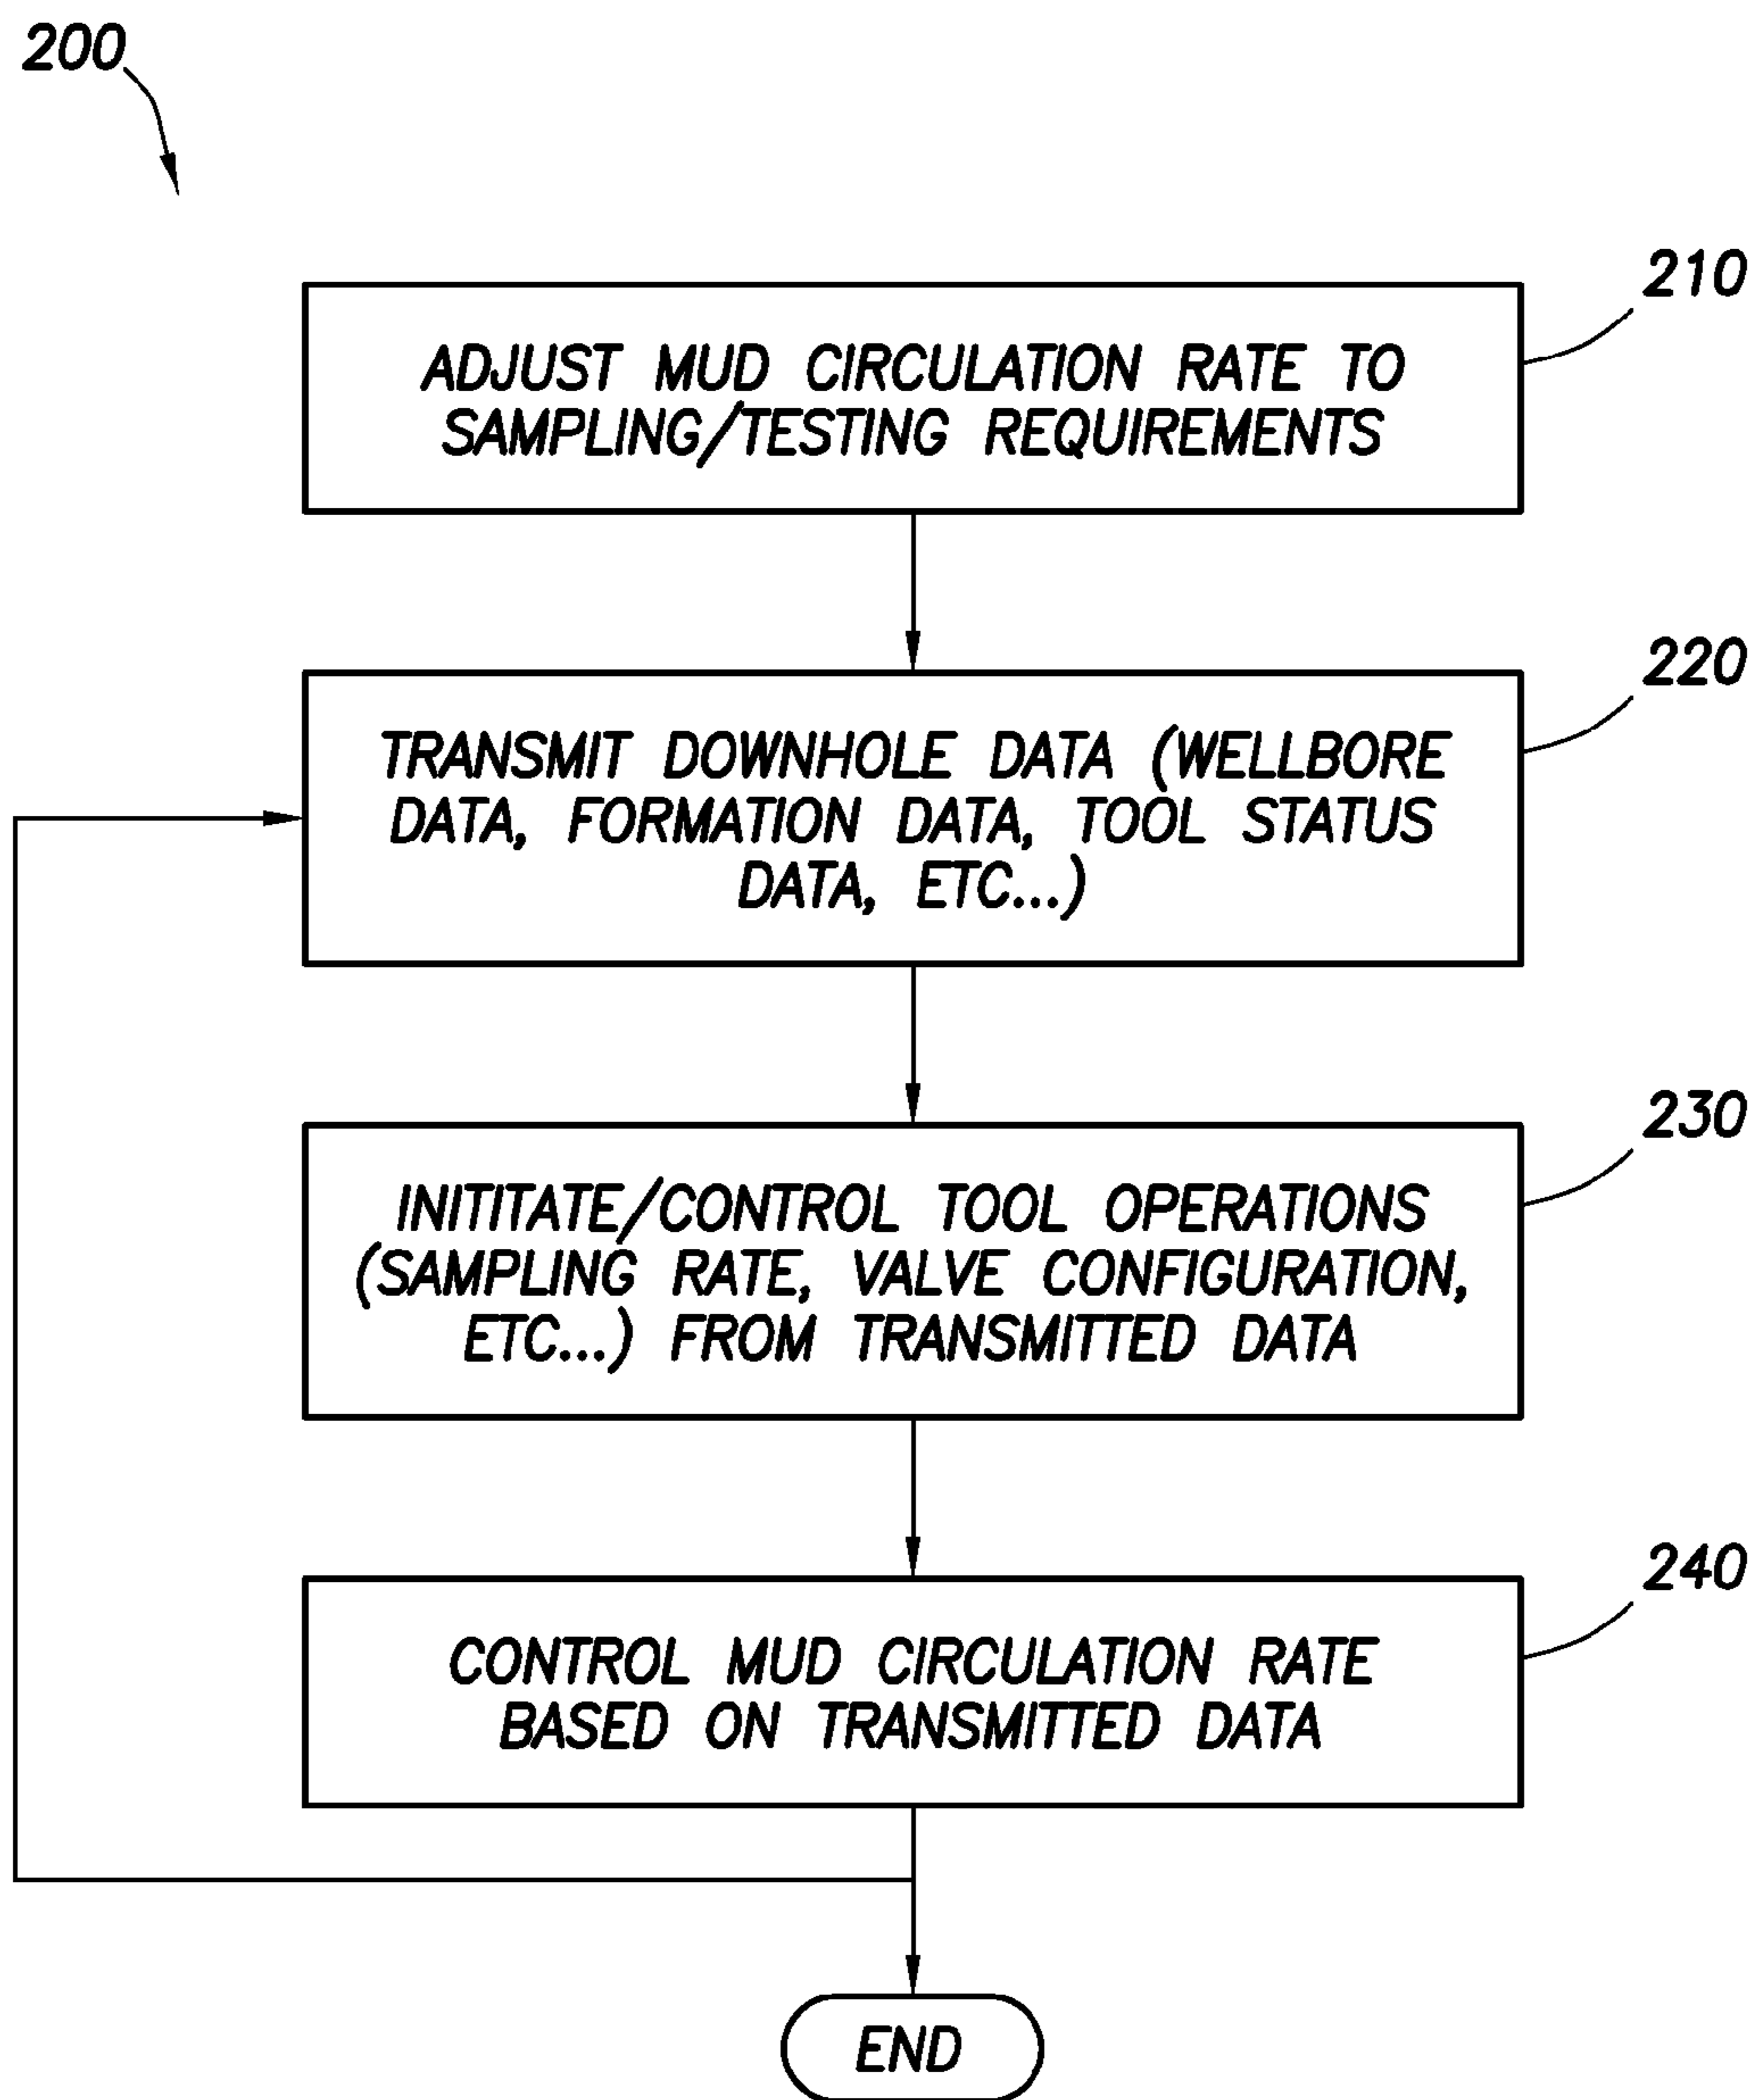 200
210
ADJUST MUD CIRCULATION RATE TO
SAMPLING/TESTING REQUIREMENTS
220
TRANSMIT DOWNHOLE DATA (WELLBORE
DATA, FORMATION DATA, TOOL STATUS
DATA, ETC...)
230
INITITATE/CONTROL TOOL OPERATIONS
(SAMPLING RATE, VALVE CONFIGURATION,
ETC...) FROM TRANSMITTED DATA
240
CONTROL MUD CIRCULATION RATE
BASED ON TRANSMITTED DATA
END